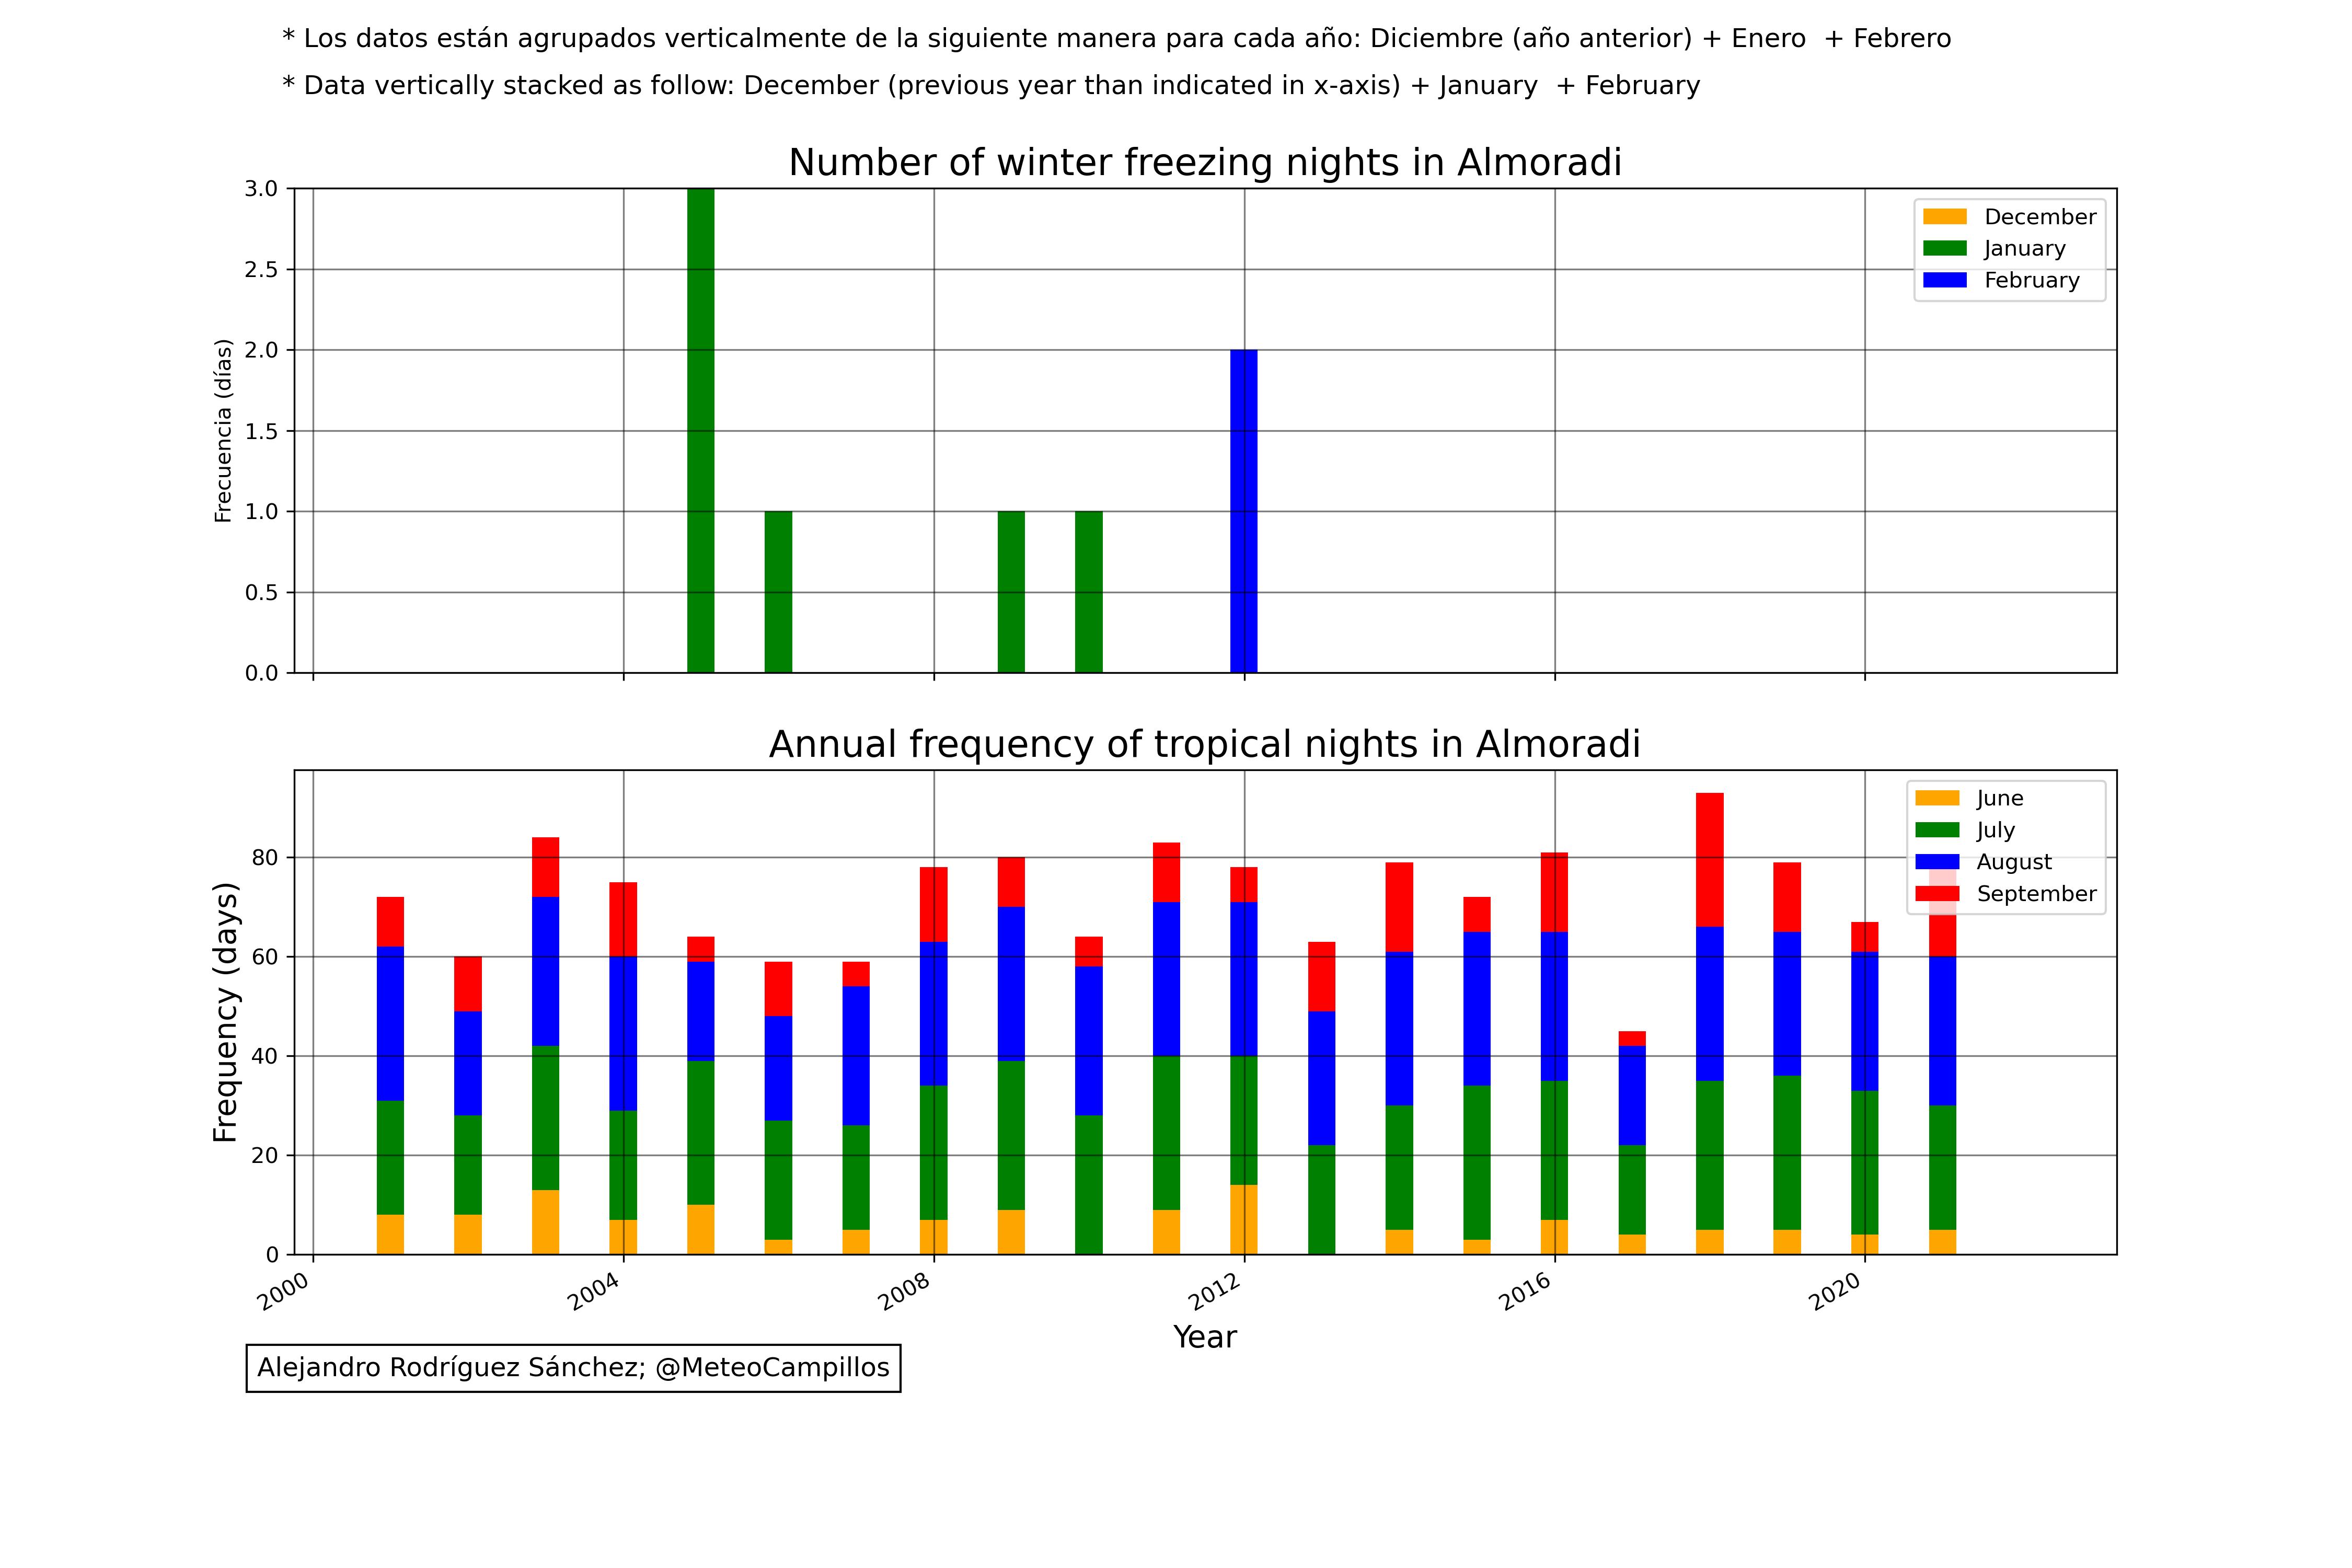 * Los datos están agrupados verticalmente de la siguiente manera para cada año: Diciembre (año anterior) + Enero  + Febrero
* Data vertically stacked as follow: December (previous year than indicated in x-axis) + January  + February
Number of winter freezing nights in Almoradi
3.0
2.5
2.0
1.5
1.0
0.5
0.0
Frecuencia (días)
December
January
February
Annual frequency of tropical nights in Almoradi
80
60
40
20
0
Frequency (days)
June
July
August
September
2000
2004
2008
2012
2016
2020
Year
Alejandro Rodríguez Sánchez; @MeteoCampillos